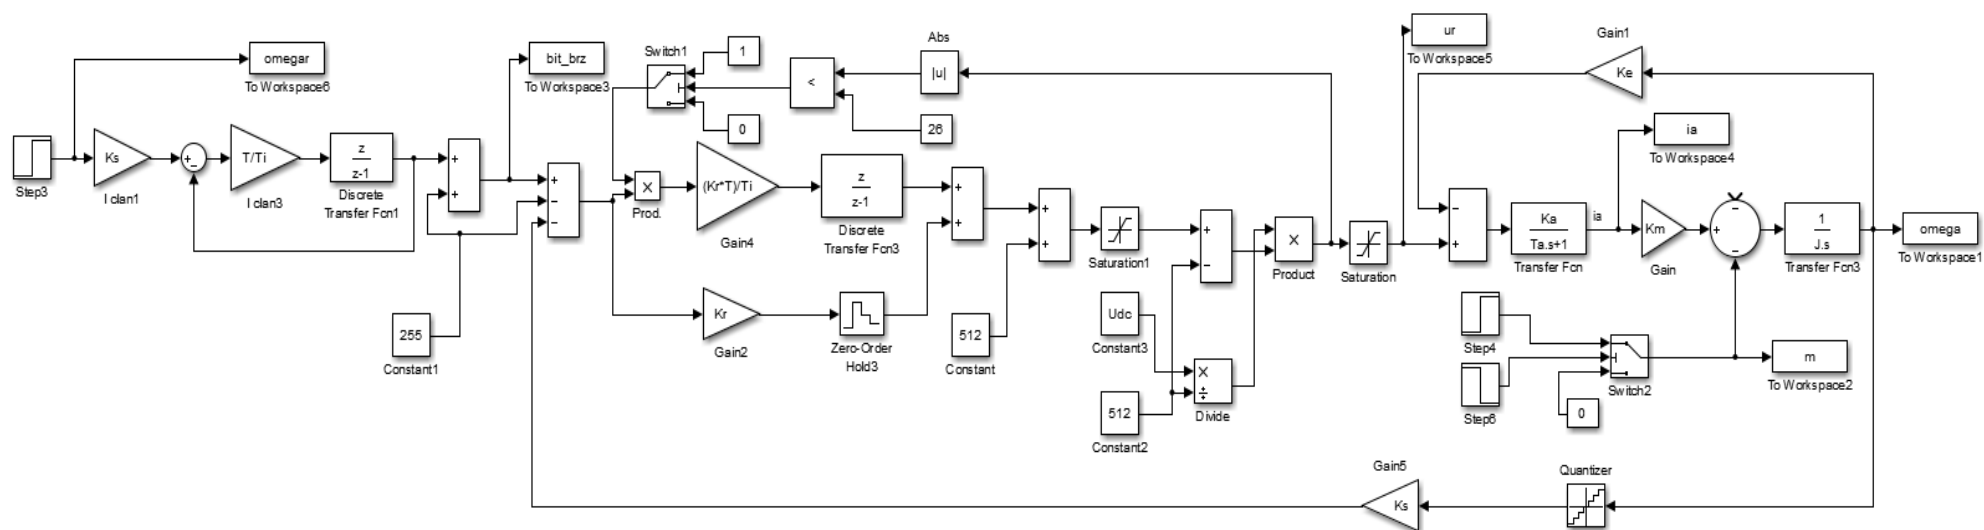 omegar
To Workspace6
Step3
Ks
I clan1
+
-
T/Ti
I clan3
z
z-1
Discrete
Transfer Fcn1
+
+
bit_brz
To Workspace3
Switch1
1
0
<
Abs
|u|
26
+
-
-
X
Prod.
(Kr*T)/Ti
Gain4
z
z-1
Discrete
Transfer Fcn3
255
Constant1
Kr
Gain2
Zero-Order
Hold3
+
+
512
Constant
+
+
Saturation1
+
-
Udc
Constant3
512
Constant2
X
÷
Divide
X
Product
Saturation
ur
To Workspace5
Gain1
Ke
-
+
Ka
Ta.s+1
Transfer Fcn
ia
ia
To Workspace4
Km
Gain
-
+
-
1
J.s
Transfer Fcn3
omega
To Workspace1
Step4
Step6
Switch2
0
m
To Workspace2
Gain5
Ks
Quantizer